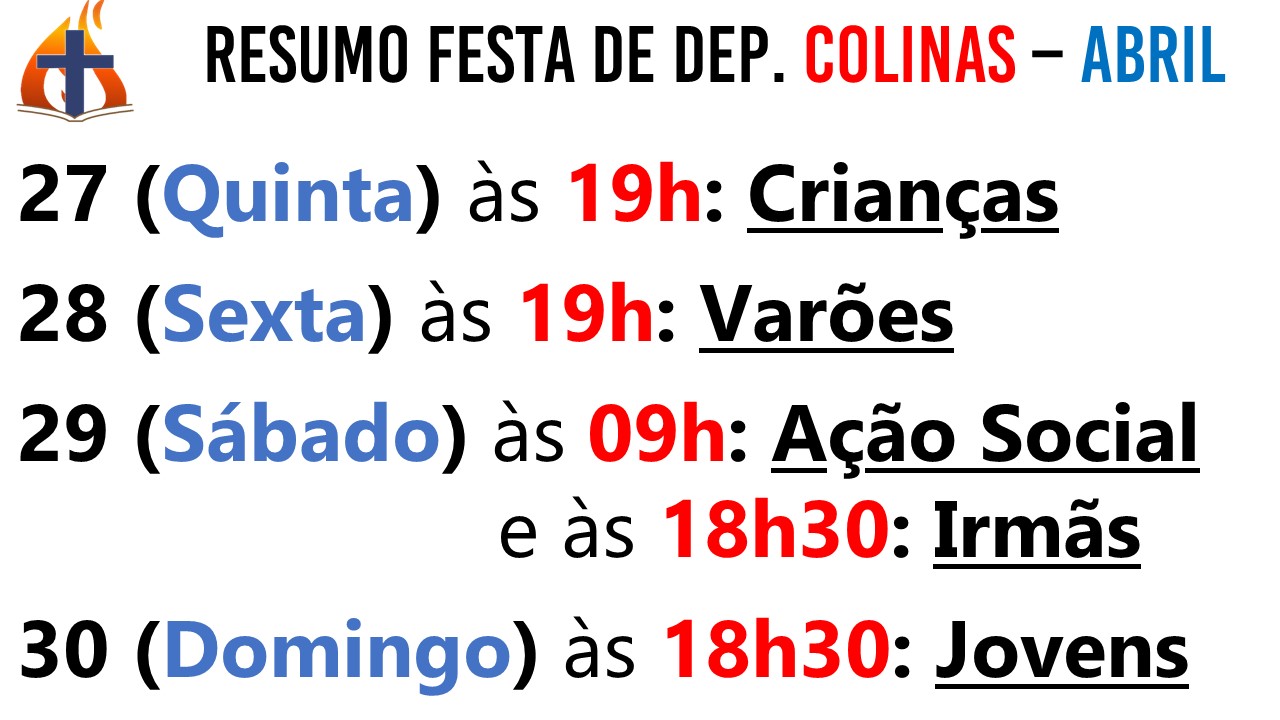 RESUMO FESTA DE DEP. COLINAS – ABRIL
27 (Quinta) às 19h: Crianças
28 (Sexta) às 19h: Varões
29 (Sábado) às 09h: Ação Social
e às 18h30: Irmãs
30 (Domingo) às 18h30: Jovens